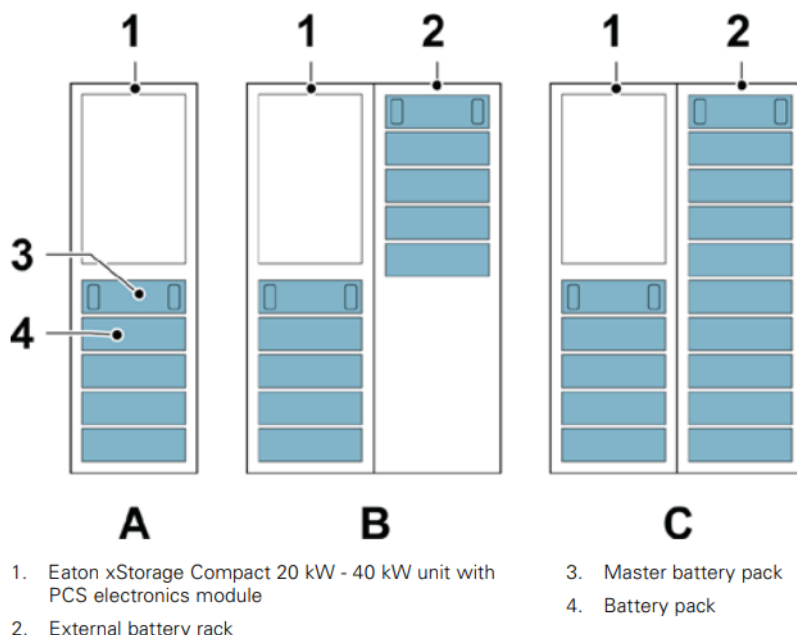 1 1 2 1 2
3
4
A B C
1. Eaton xStorage Compact 20 kW - 40 kW unit with
PCS electronics module
2. External battery rack
3. Master battery pack
4. Battery pack